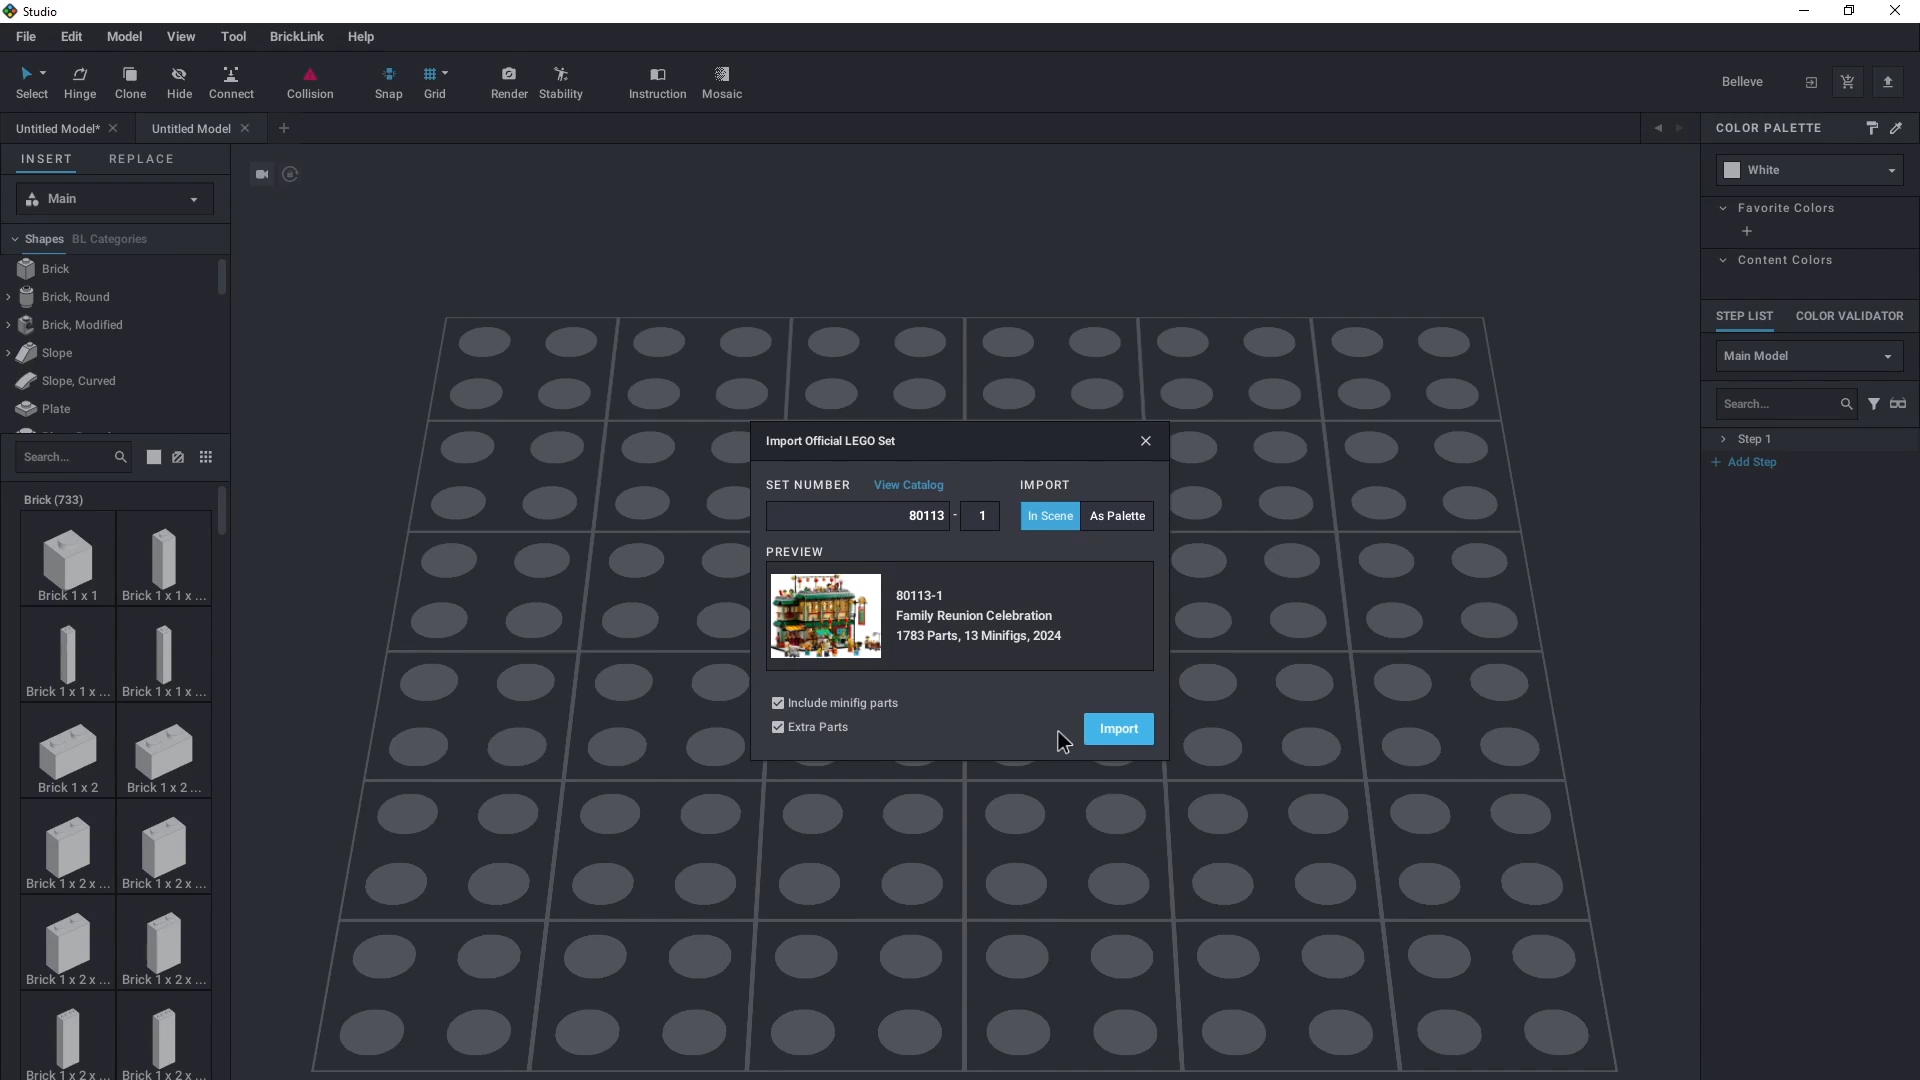 Studio
File Edit Model View Tool BrickLink Help
Select Hinge Clone Hide Connect Collision Snap Grid Render Stability Instruction Mosaic
Belleve
Untitled Model* Untitled Model
INSERT REPLACE
Main
Shapes BL Categories
Brick
Brick, Round
Brick, Modified
Slope
Slope, Curved
Plate
Search...
Brick (733)
Brick 1 x 1 Brick 1 x 1 x ...
Brick 1 x 1 x ... Brick 1 x 1 x ...
Brick 1 x 2 Brick 1 x 2 ...
Brick 1 x 2 x ... Brick 1 x 2 x ...
Brick 1 x 2 x ... Brick 1 x 2 x ...
Brick 1 x 2 x ... Brick 1 x 2 x ...
Import Official LEGO Set
SET NUMBER View Catalog IMPORT
80113 - 1 In Scene As Palette
PREVIEW
80113-1
Family Reunion Celebration
1783 Parts, 13 Minifigs, 2024
Include minifig parts
Extra Parts
Import
COLOR PALETTE
White
Favorite Colors
+
Content Colors
STEP LIST COLOR VALIDATOR
Main Model
Search...
Step 1
+ Add Step